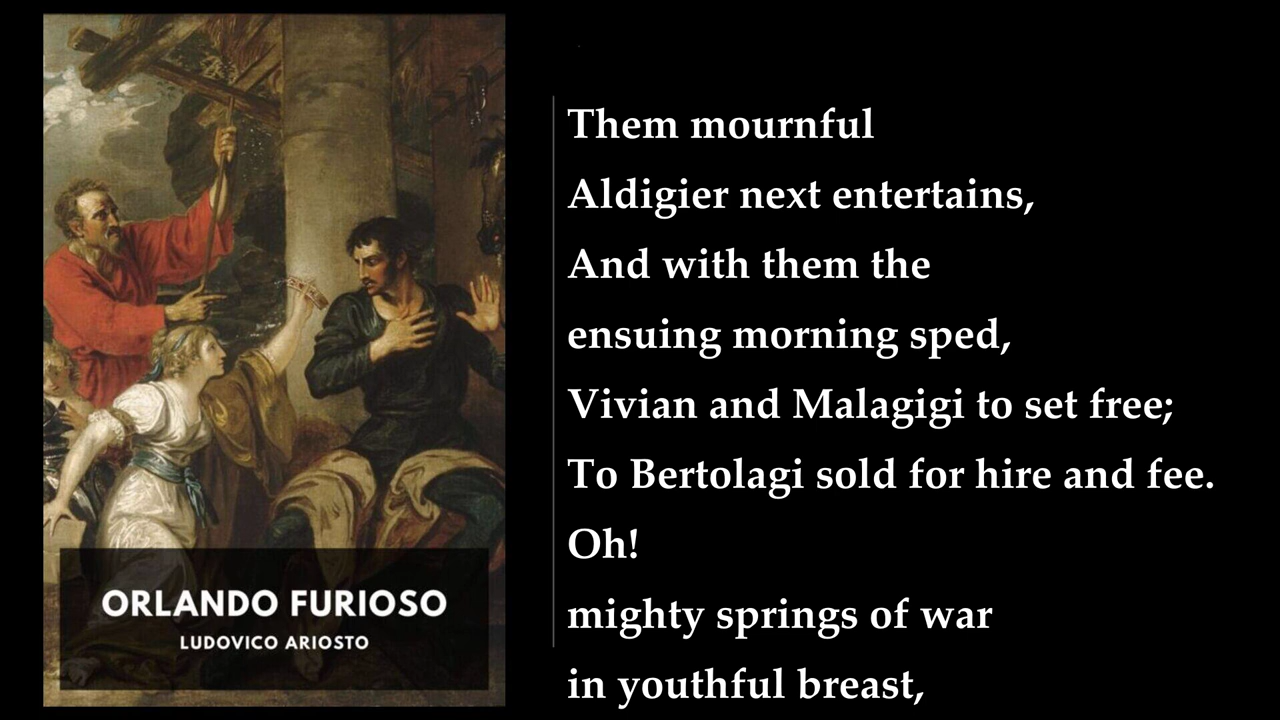 ORLANDO FURIOSO
LUDOVICO ARIOSTO
Them mournful
Aldigier next entertains,
And with them the
ensuing morning sped,
Vivian and Malagigi to set free;
To Bertolagi sold for hire and fee.
Oh!
mighty springs of war
in youthful breast,